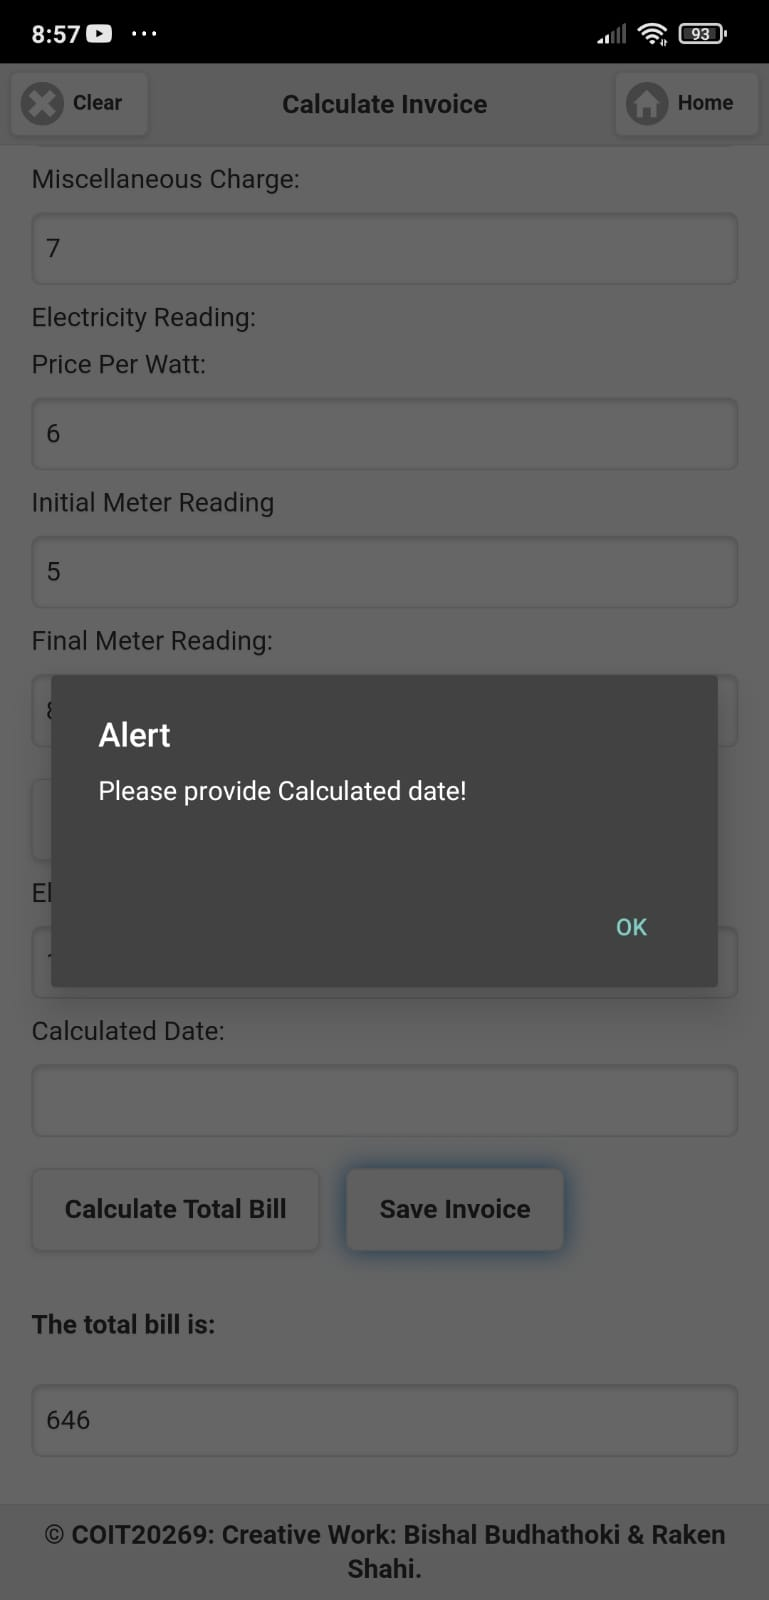 8:57 ...
93
Clear
Calculate Invoice
Home
Miscellaneous Charge:
7
Electricity Reading:
Price Per Watt:
6
Initial Meter Reading
5
Final Meter Reading:
Alert
Please provide Calculated date!
OK
Calculated Date:
Calculate Total Bill
Save Invoice
The total bill is:
646
© COIT20269: Creative Work: Bishal Budhathoki & Raken
Shahi.